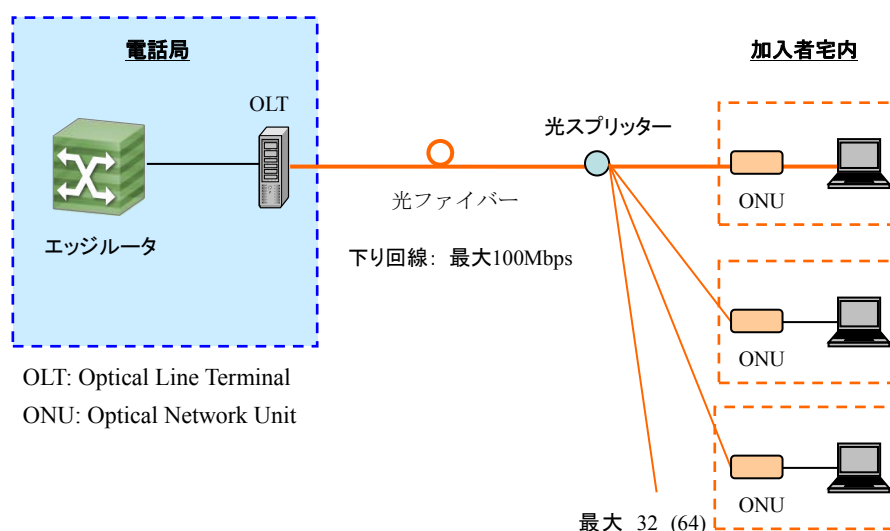 電話局
加入者宅内
OLT
光スプリッター
ONU
光ファイバー
エッジルータ
下り回線： 最大100Mbps
ONU
OLT: Optical Line Terminal
ONU: Optical Network Unit
ONU
最大 32 (64)